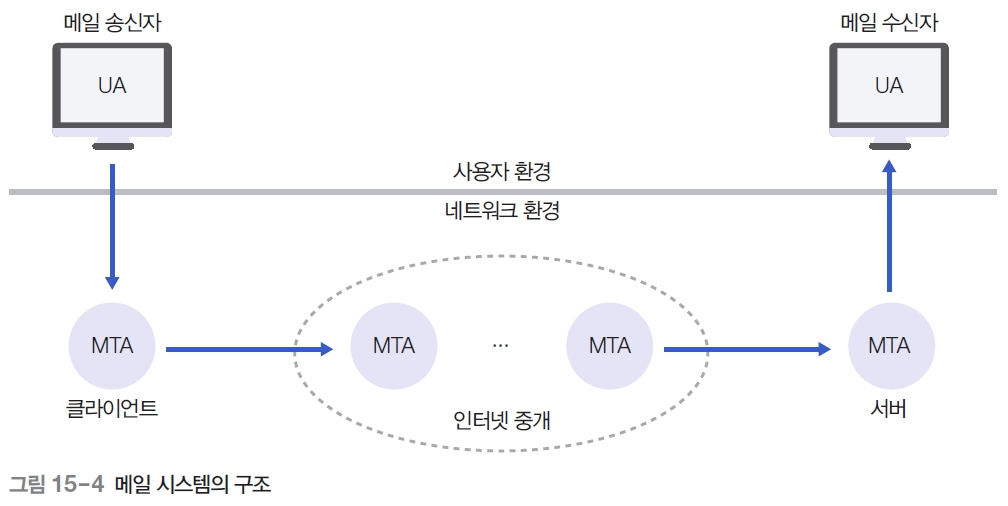 메일 송신자
메일 수신자
UA
UA
사용자 환경
네트워크 환경
MTA
MTA
...
MTA
MTA
클라이언트
인터넷 중개
서버
그림 15-4 메일 시스템의 구조